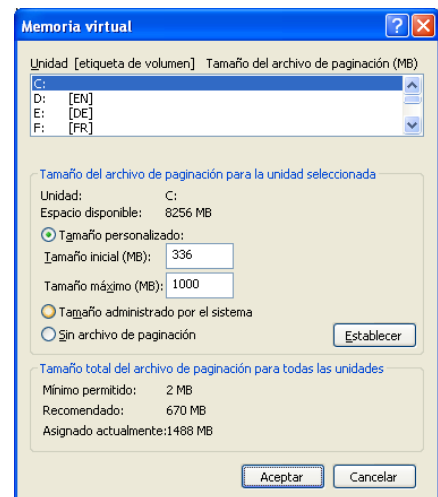 Memoria virtual
Unidad [etiqueta de volumen] Tamaño del archivo de paginación (MB)
C:
D: [EN]
E: [DE]
F: [FR]
Tamaño del archivo de paginación para la unidad seleccionada
Unidad: C:
Espacio disponible: 8256 MB
Tamaño personalizado:
Tamaño inicial (MB): 336
Tamaño máximo (MB): 1000
Tamaño administrado por el sistema
Sin archivo de paginación
Establecer
Tamaño total del archivo de paginación para todas las unidades
Mínimo permitido: 2 MB
Recomendado: 670 MB
Asignado actualmente:1488 MB
Aceptar Cancelar